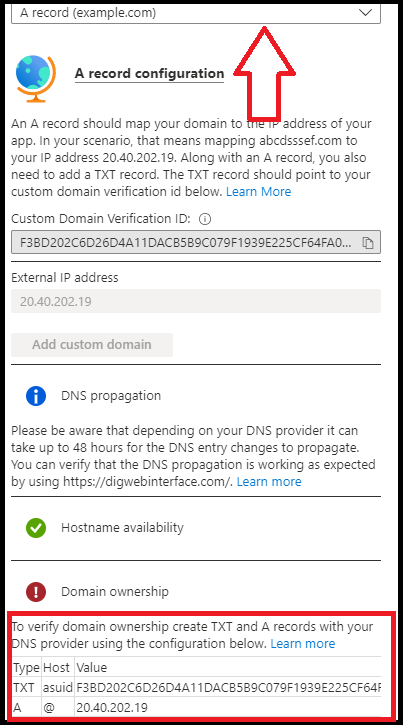 A record (example.com)
A record configuration
An A record should map your domain to the IP address of your
app. In your scenario, that means mapping abcdsssef.com to
your IP address 20.40.202.19. Along with an A record, you also
need to add a TXT record. The TXT record should point to your
custom domain verification id below. Learn More
Custom Domain Verification ID:
F3BD202C6D26D4A11DACB5B9C079F1939E225CF64FA0...
External IP address
20.40.202.19
Add custom domain
DNS propagation
Please be aware that depending on your DNS provider it can
take up to 48 hours for the DNS entry changes to propagate.
You can verify that the DNS propagation is working as expected
by using https://digwebinterface.com/. Learn more
Hostname availability
Domain ownership
To verify domain ownership create TXT and A records with your
DNS provider using the configuration below. Learn more
Type Host Value
TXT asuid F3BD202C6D26D4A11DACB5B9C079F1939E225CF64F
A @ 20.40.202.19